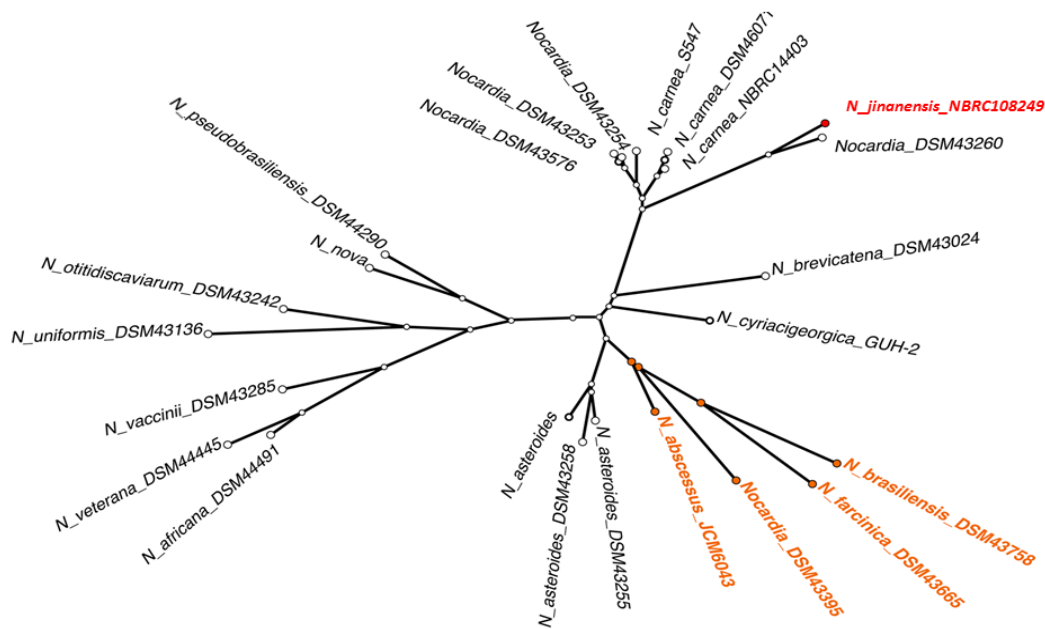 Nocardia_DSM43254
N_carnea_S547
N_carnea_DSM46071
N_carnea_NBRC14403
Nocardia_DSM43253
Nocardia_DSM43576
N_jinanensis_NBRC108249
Nocardia_DSM43260
N_pseudobrasiliensis_DSM44290
N_nova
N_brevicatena_DSM43024
N_otitidiscaviarum_DSM43242
N_uniformis_DSM43136
N_cyriacigeorgica_GUH-2
N_vaccinii_DSM43285
N_veterana_DSM44445
N_africana_DSM44491
N_asteroides
N_asteroides_DSM43258
N_asteroides_DSM43255
N_abscessus_JCM6043
Nocardia_DSM43395
N_farcinica_DSM43665
N_brasiliensis_DSM43758